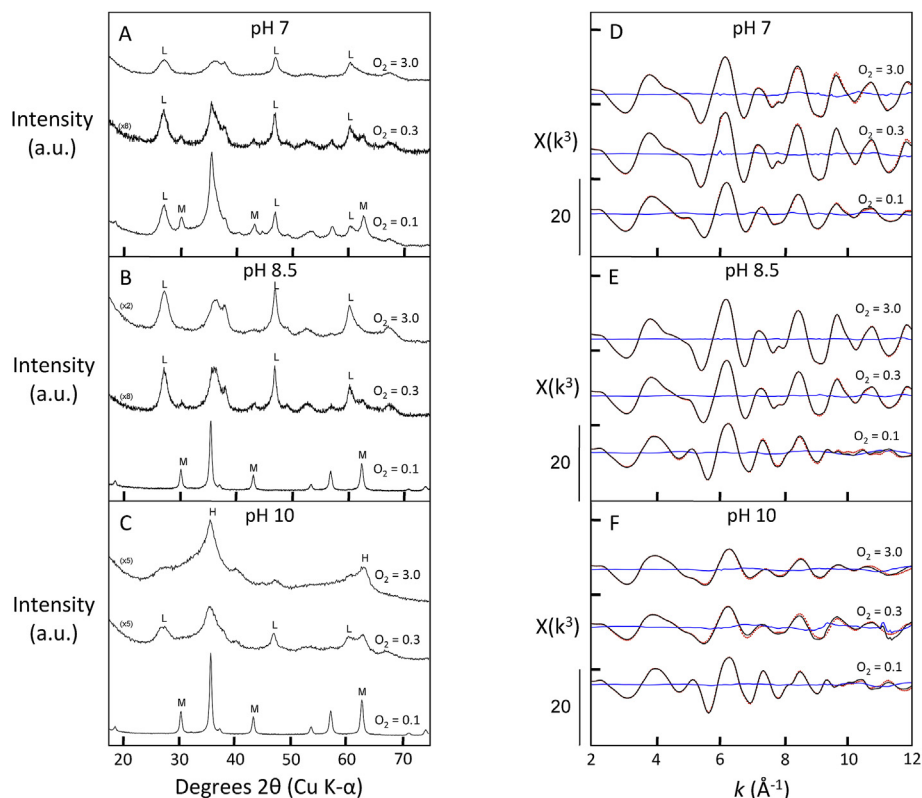 A
pH 7
L
L
L
O₂ = 3.0
(x8)
L
L
L
O₂ = 0.3
L
M
M
L
L
M
O₂ = 0.1
Intensity
(a.u.)
B
pH 8.5
(x2)
L
L
L
O₂ = 3.0
(x8)
L
L
L
O₂ = 0.3
M
M
M
O₂ = 0.1
Intensity
(a.u.)
C
pH 10
(x5)
H
H
O₂ = 3.0
(x5)
L
L
L
O₂ = 0.3
M
M
M
O₂ = 0.1
Intensity
(a.u.)
20
30
40
50
60
70
Degrees 2θ (Cu K-α)
D
pH 7
O₂ = 3.0
O₂ = 0.3
O₂ = 0.1
X(k³)
20
E
pH 8.5
O₂ = 3.0
O₂ = 0.3
O₂ = 0.1
X(k³)
20
F
pH 10
O₂ = 3.0
O₂ = 0.3
O₂ = 0.1
X(k³)
20
2
4
6
8
10
12
k (Å⁻¹)